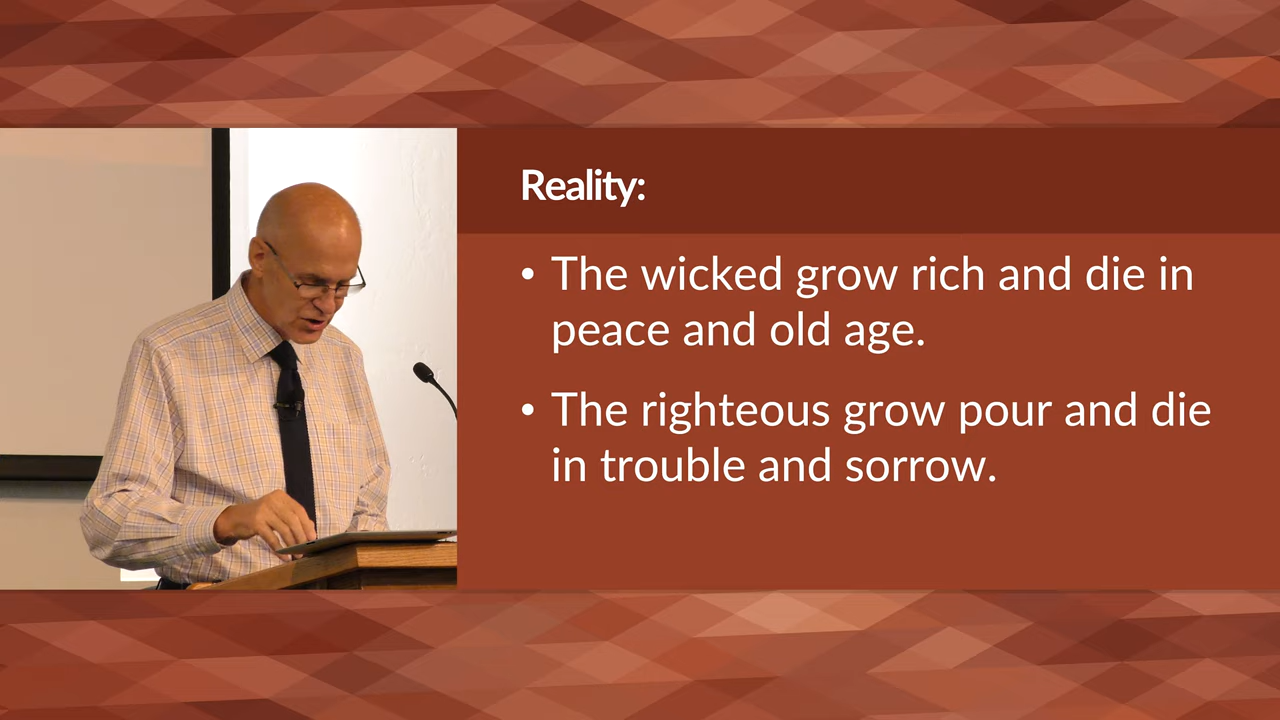 Reality:
• The wicked grow rich and die in
peace and old age.
• The righteous grow pour and die
in trouble and sorrow.